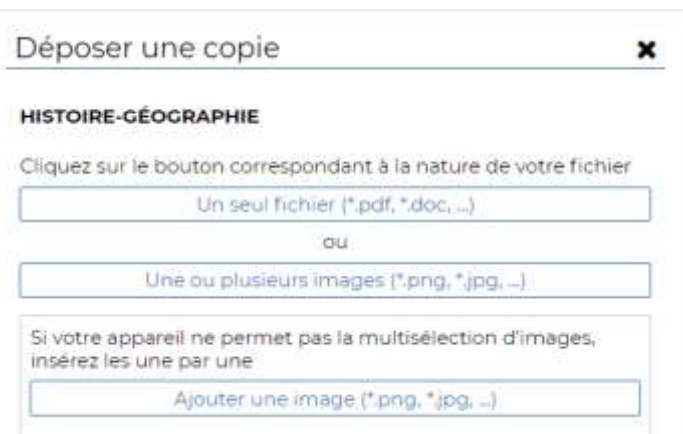 Déposer une copie ✖
HISTOIRE-GÉOGRAPHIE
Cliquez sur le bouton correspondant à la nature de votre fichier
Un seul fichier (*.pdf, *.doc, ...)
ou
Une ou plusieurs images (*.png, *.jpg, ...)
Si votre appareil ne permet pas la multisélection d'images,
insérez les une par une
Ajouter une image (*.png, *.jpg, ...)